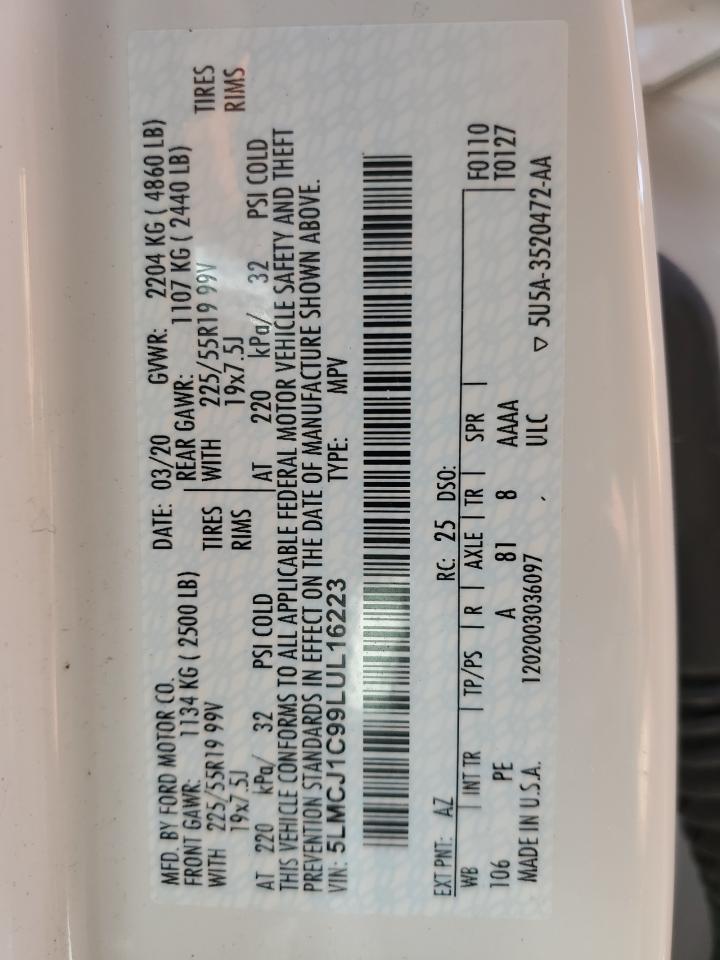 MFD. BY FORD MOTOR CO.
DATE: 03/20 GVWR: 2204 KG ( 4860 LB)
FRONT GAWR: 1134 KG ( 2500 LB) REAR GAWR: 1107 KG ( 2440 LB)
WITH 225/55R19 99V TIRES WITH 225/55R19 99V TIRES
19x7.5J RIMS 19x7.5J RIMS
AT 220 kPa/ 32 PSI COLD AT 220 kPa/ 32 PSI COLD
THIS VEHICLE CONFORMS TO ALL APPLICABLE FEDERAL MOTOR VEHICLE SAFETY AND THEFT
PREVENTION STANDARDS IN EFFECT ON THE DATE OF MANUFACTURE SHOWN ABOVE.
VIN: 5LMCJ1C99LUL16223 TYPE: MPV
EXT PNT: AZ RC: 25 DSO:
WB INT TR TP/PS R AXLE TR SPR F0110
T0127
106 PE A 81 8 AAAA
MADE IN U.S.A. 1202003036097 , ULC ▽ 5U5A-3520472-AA